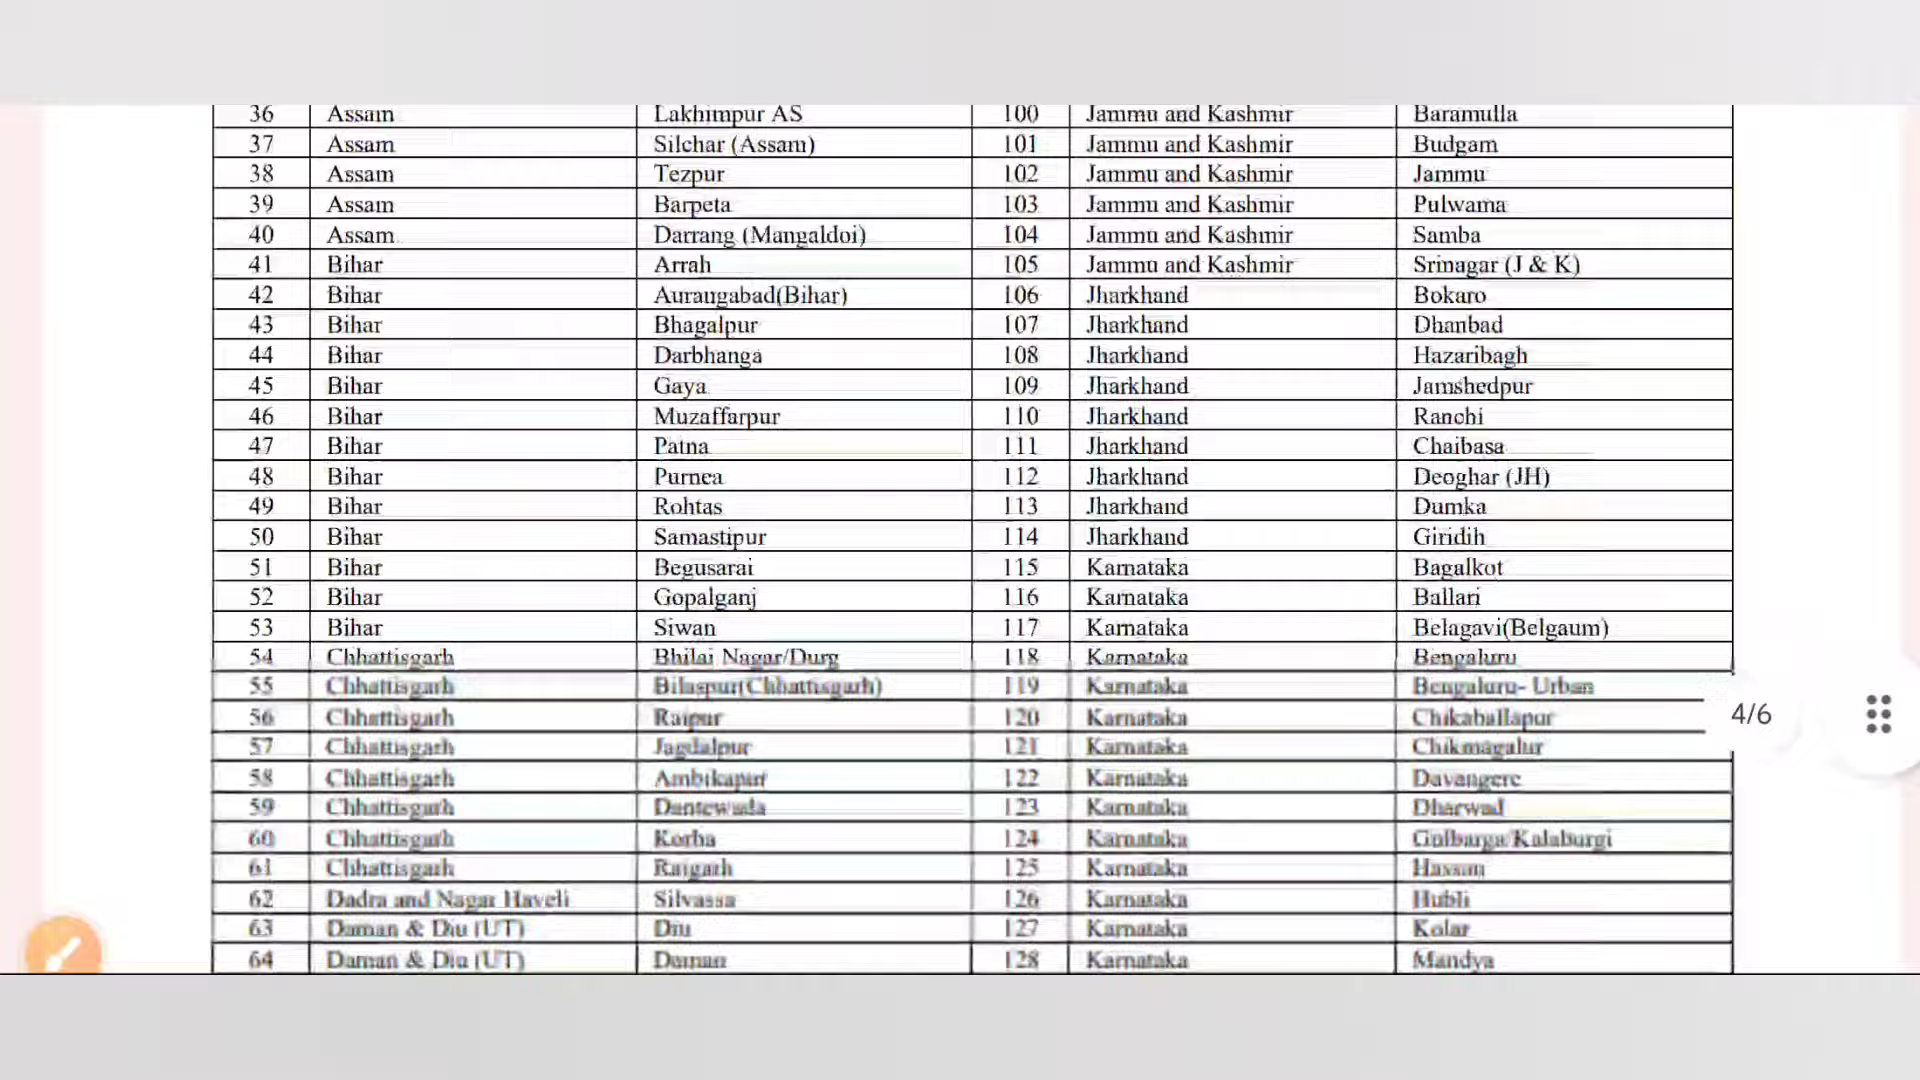 36 Assam Lakhimpur AS 100 Jammu and Kashmir Baramulla
37 Assam Silchar (Assam) 101 Jammu and Kashmir Budgam
38 Assam Tezpur 102 Jammu and Kashmir Jammu
39 Assam Barpeta 103 Jammu and Kashmir Pulwama
40 Assam Darrang (Mangaldoi) 104 Jammu and Kashmir Samba
41 Bihar Arrah 105 Jammu and Kashmir Srinagar (J & K)
42 Bihar Aurangabad(Bihar) 106 Jharkhand Bokaro
43 Bihar Bhagalpur 107 Jharkhand Dhanbad
44 Bihar Darbhanga 108 Jharkhand Hazaribagh
45 Bihar Gaya 109 Jharkhand Jamshedpur
46 Bihar Muzaffarpur 110 Jharkhand Ranchi
47 Bihar Patna 111 Jharkhand Chaibasa
48 Bihar Purnea 112 Jharkhand Deoghar (JH)
49 Bihar Rohtas 113 Jharkhand Dumka
50 Bihar Samastipur 114 Jharkhand Giridih
51 Bihar Begusarai 115 Karnataka Bagalkot
52 Bihar Gopalganj 116 Karnataka Ballari
53 Bihar Siwan 117 Karnataka Belagavi(Belgaum)
54 Chhattisgarh Bhilai Nagar/Durg 118 Karnataka Bengaluru
55 Chhattisgarh Bilaspur(Chhattisgarh) 119 Karnataka Bengaluru- Urban
56 Chhattisgarh Raipur 120 Karnataka Chikaballapur
4/6
57 Chhattisgarh Jagdalpur 121 Karnataka Chikmagalur
58 Chhattisgarh Ambikapur 122 Karnataka Davangere
59 Chhattisgarh Dantewada 123 Karnataka Dharwad
60 Chhattisgarh Korba 124 Karnataka Gulbarga/Kalaburgi
61 Chhattisgarh Raigarh 125 Karnataka Hassan
62 Dadra and Nagar Haveli Silvassa 126 Karnataka Hubli
63 Daman & Diu (UT) Diu 127 Karnataka Kolar
64 Daman & Diu (UT) Daman 128 Karnataka Mandya